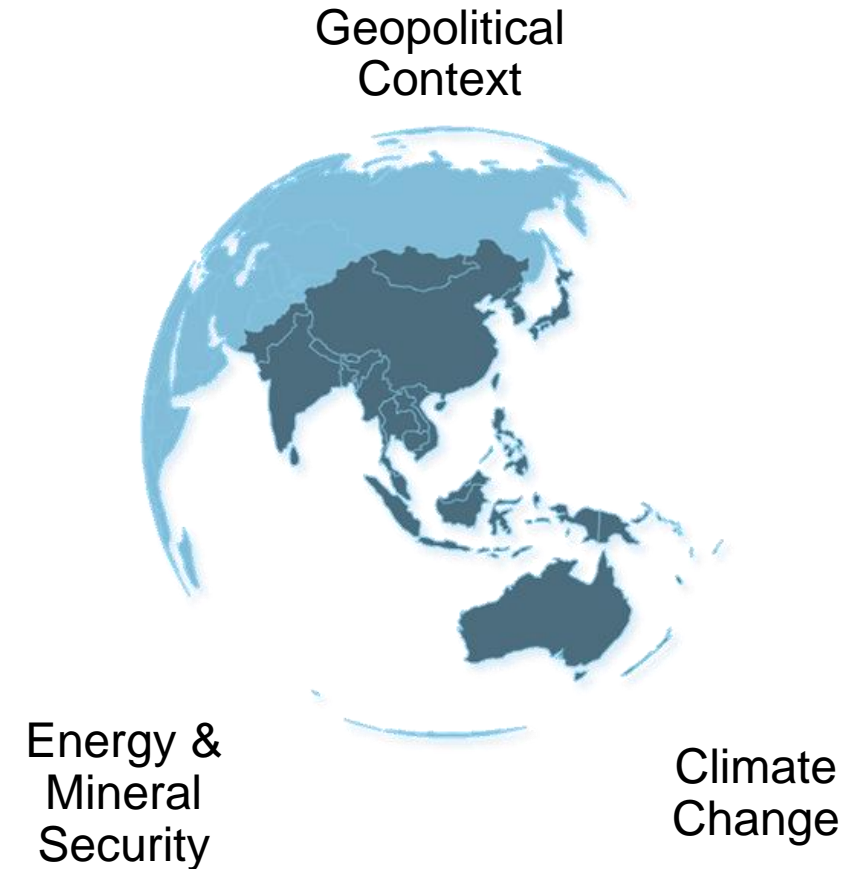 Geopolitical
Context
Energy &
Mineral
Security
Climate
Change